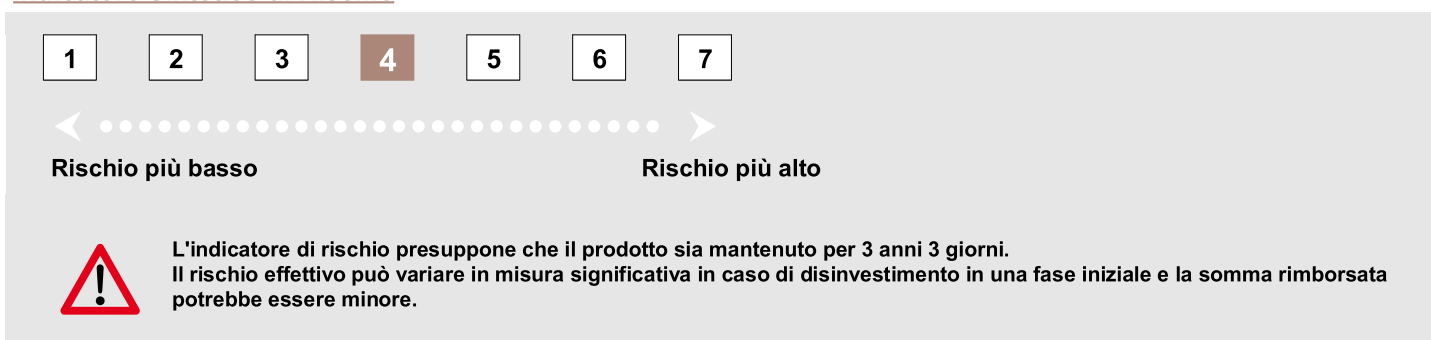 1 2 3 4 5 6 7
Rischio più basso Rischio più alto
L'indicatore di rischio presuppone che il prodotto sia mantenuto per 3 anni 3 giorni.
Il rischio effettivo può variare in misura significativa in caso di disinvestimento in una fase iniziale e la somma rimborsata
potrebbe essere minore.